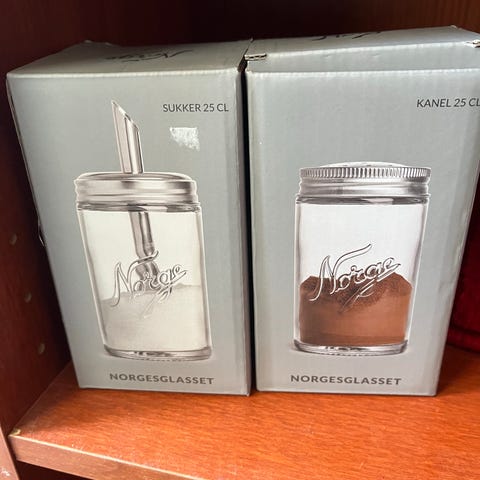 SUKKER 25 CL
Norge
NORGESGLASSET
KANEL 25 CL
Norge
NORGESGLASSET